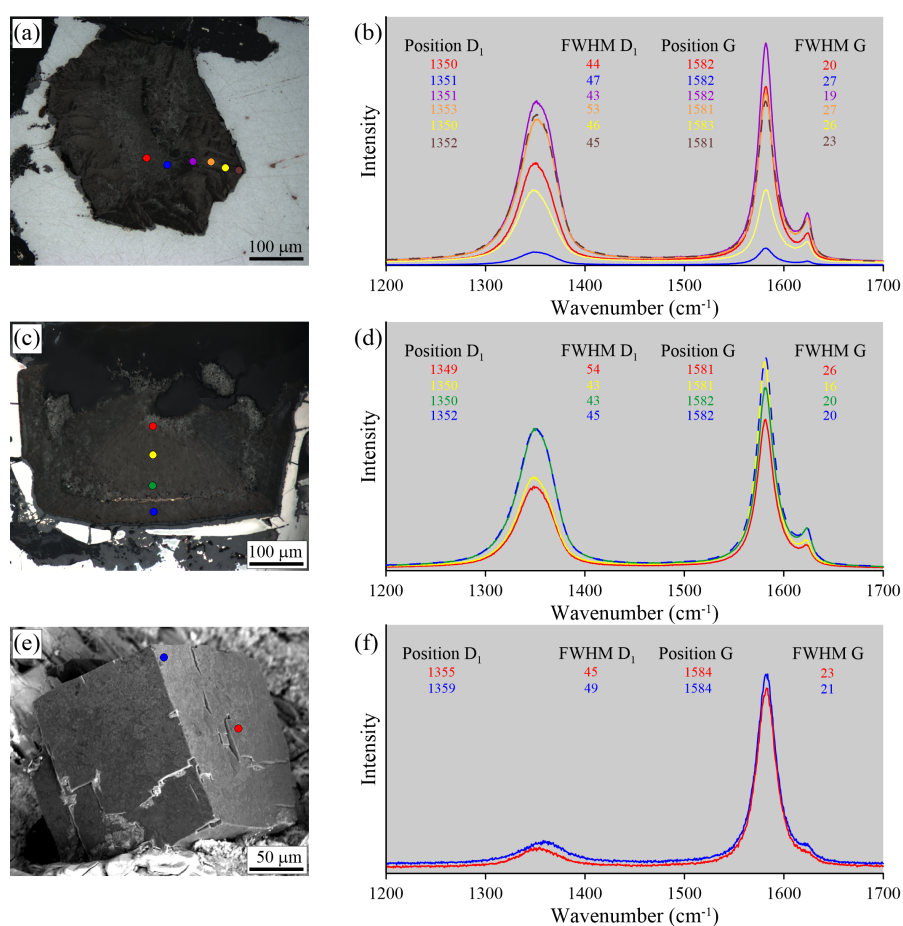 (a)
100 μm
(b)
Position D1 FWHM D1 Position G FWHM G
1350 44 1582 20
1351 47 1582 27
1351 43 1582 19
1353 53 1581 27
1350 46 1583 26
1352 45 1581 23
Intensity
1200 1300 1400 1500 1600 1700
Wavenumber (cm-1)
(c)
100 μm
(d)
Position D1 FWHM D1 Position G FWHM G
1349 54 1581 26
1350 43 1581 16
1350 43 1582 20
1352 45 1582 20
Intensity
1200 1300 1400 1500 1600 1700
Wavenumber (cm-1)
(e)
50 μm
(f)
Position D1 FWHM D1 Position G FWHM G
1355 45 1584 23
1359 49 1584 21
Intensity
1200 1300 1400 1500 1600 1700
Wavenumber (cm-1)